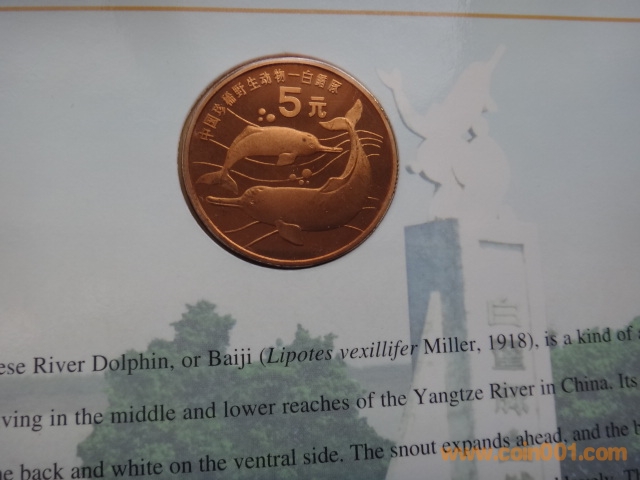 中国珍稀野生动物一白鱀豚
5元
ese River Dolphin, or Baiji (Lipotes vexillifer Miller, 1918), is a kind of a
ving in the middle and lower reaches of the Yangtze River in China. Its
e back and white on the ventral side. The snout expands ahead, and the b
www.coin001.com